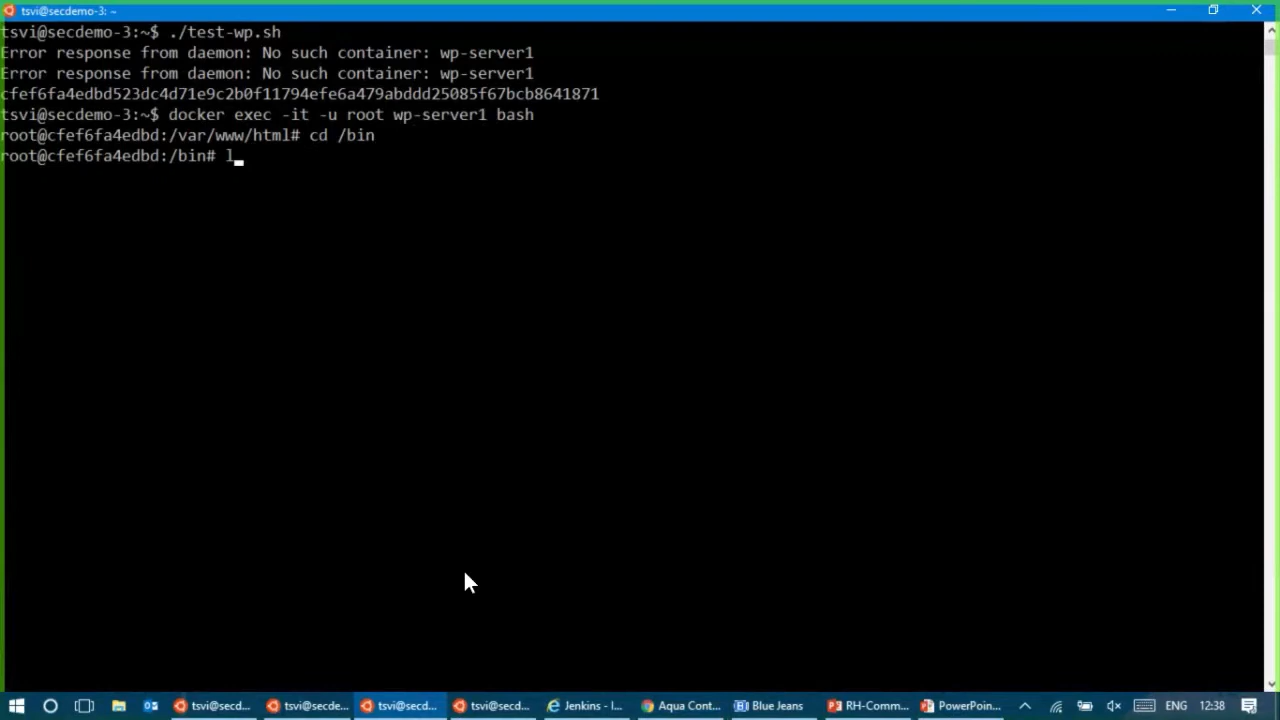 tsvi@secdemo-3: ~
tsvi@secdemo-3:~$ ./test-wp.sh
Error response from daemon: No such container: wp-server1
Error response from daemon: No such container: wp-server1
cfef6fa4edbd523dc4d71e9c2b0f11794efe6a479abddd25085f67bcb8641871
tsvi@secdemo-3:~$ docker exec -it -u root wp-server1 bash
root@cfef6fa4edbd:/var/www/html# cd /bin
root@cfef6fa4edbd:/bin# l
tsvi@secd... tsvi@secde... tsvi@secd... tsvi@secd... Jenkins - I... Aqua Cont... Blue Jeans RH-Comm... PowerPoin... ENG 12:38